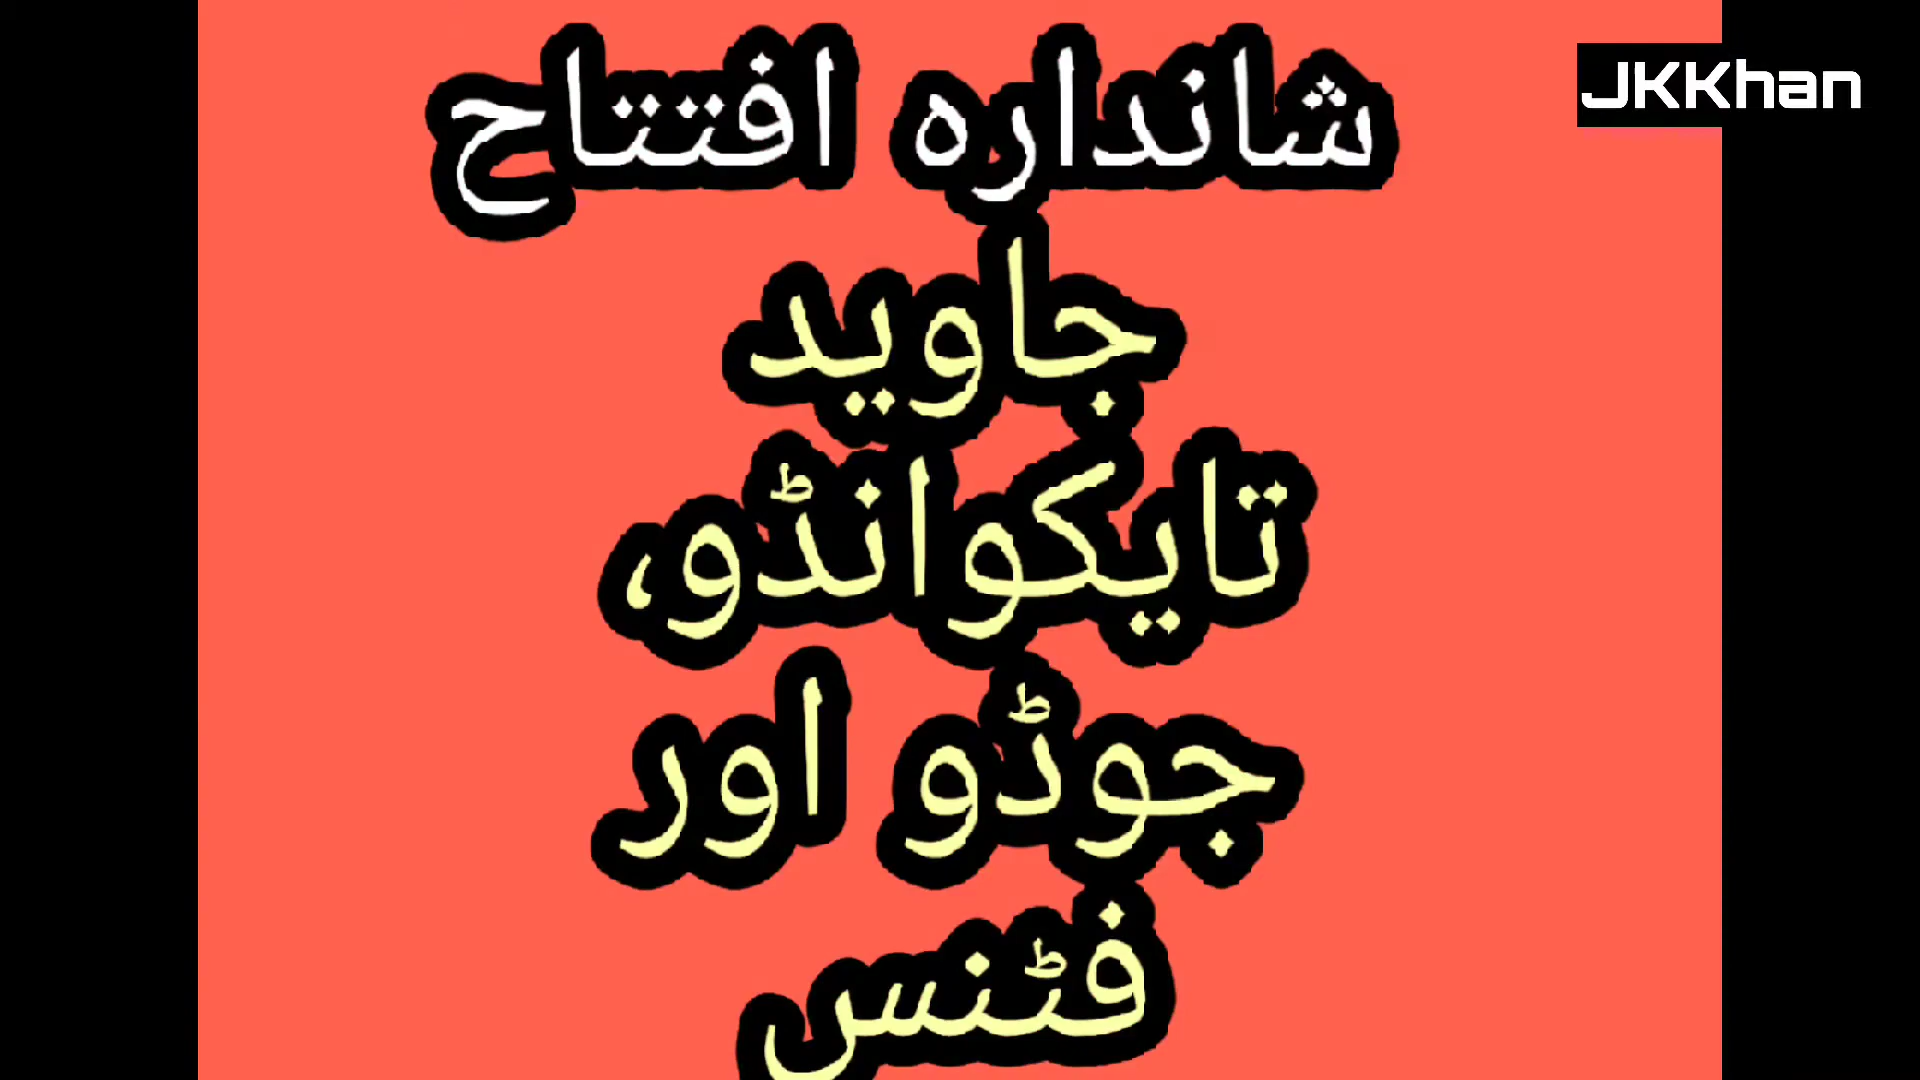 شانداره افتتاح
JKKhan
جاوید
تایکوانڈو،
جوڈو اور
فٹنس